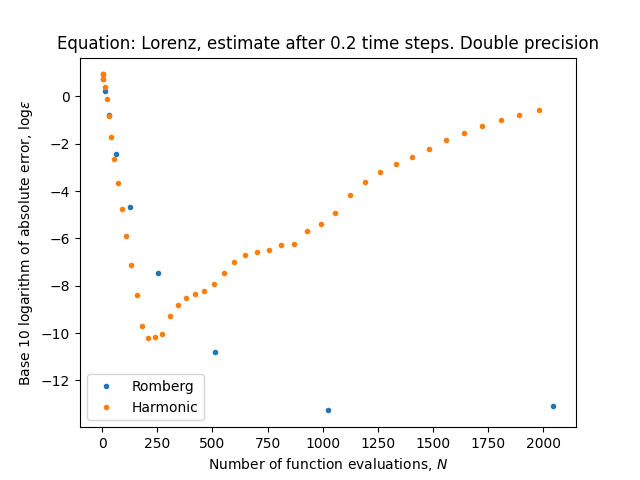 Equation: Lorenz, estimate after 0.2 time steps. Double precision
Base 10 logarithm of absolute error, logε
0
−2
−4
−6
−8
−10
−12
Romberg
Harmonic
0 250 500 750 1000 1250 1500 1750 2000
Number of function evaluations, N